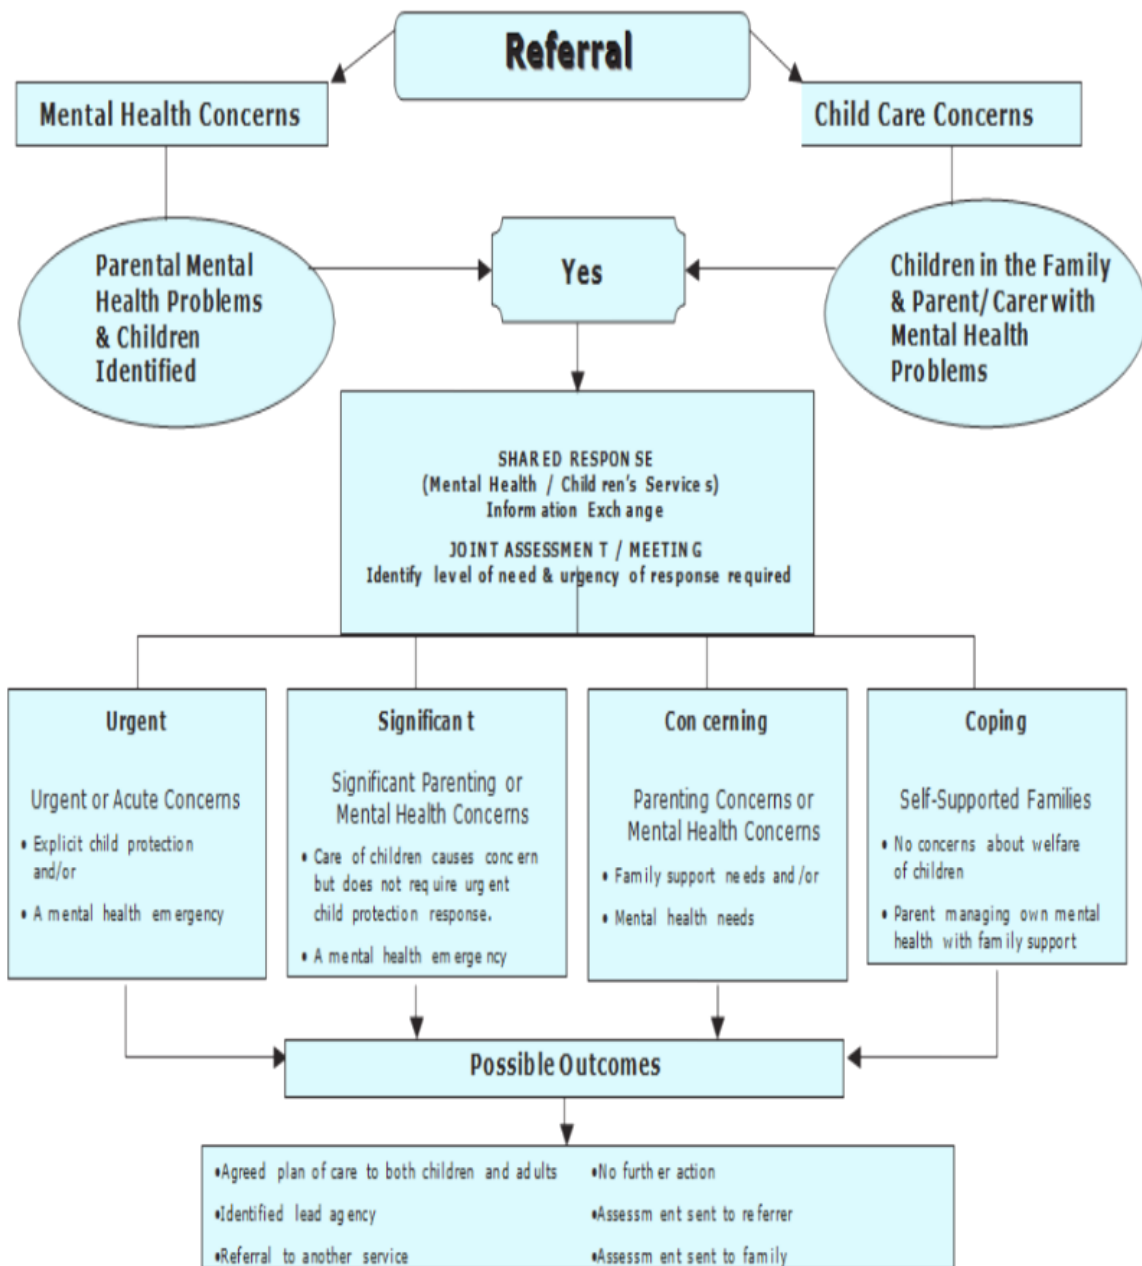 Referral
Mental Health Concerns
Child Care Concerns
Parental Mental
Health Problems
& Children
Identified
Yes
Children in the Family
& Parent/Carer with
Mental Health
Problems
SHARED RESPONSE
(Mental Health / Children's Services)
Information Exchange
JOINT ASSESSMENT / MEETING
Identify level of need & urgency of response required
Urgent
Urgent or Acute Concerns
• Explicit child protection
and/or
• A mental health emergency
Significant
Significant Parenting or
Mental Health Concerns
• Care of children causes concern
but does not require urgent
child protection response.
• A mental health emergency
Concerning
Parenting Concerns or
Mental Health Concerns
• Family support needs and/or
• Mental health needs
Coping
Self-Supported Families
• No concerns about welfare
of children
• Parent managing own mental
health with family support
Possible Outcomes
•Agreed plan of care to both children and adults
•Identified lead agency
•Referral to another service
•No further action
•Assessment sent to referrer
•Assessment sent to family